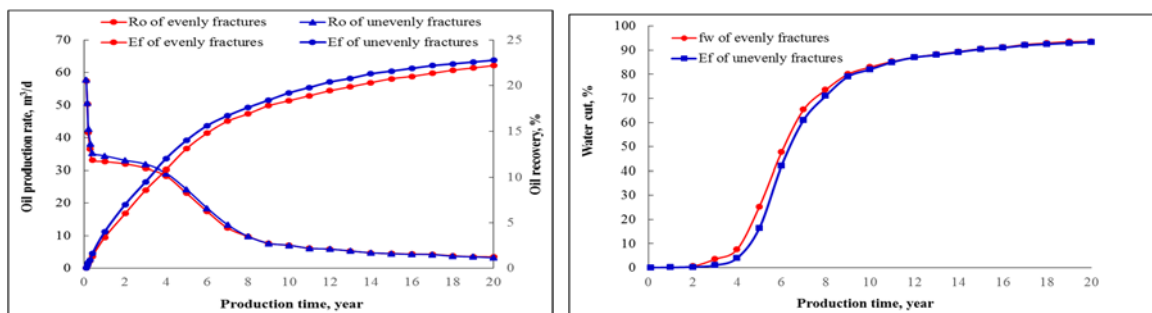 Ro of evenly fractures
Ro of unevenly fractures
Ef of evenly fractures
Ef of unevenly fractures
70
60
50
40
30
20
10
0
Oil production rate, m³/d
25
20
15
10
5
0
Oil recovery, %
0 2 4 6 8 10 12 14 16 18 20
Production time, year
fw of evenly fractures
Ef of unevenly fractures
100
90
80
70
60
50
40
30
20
10
0
Water cut, %
0 2 4 6 8 10 12 14 16 18 20
Production time, year